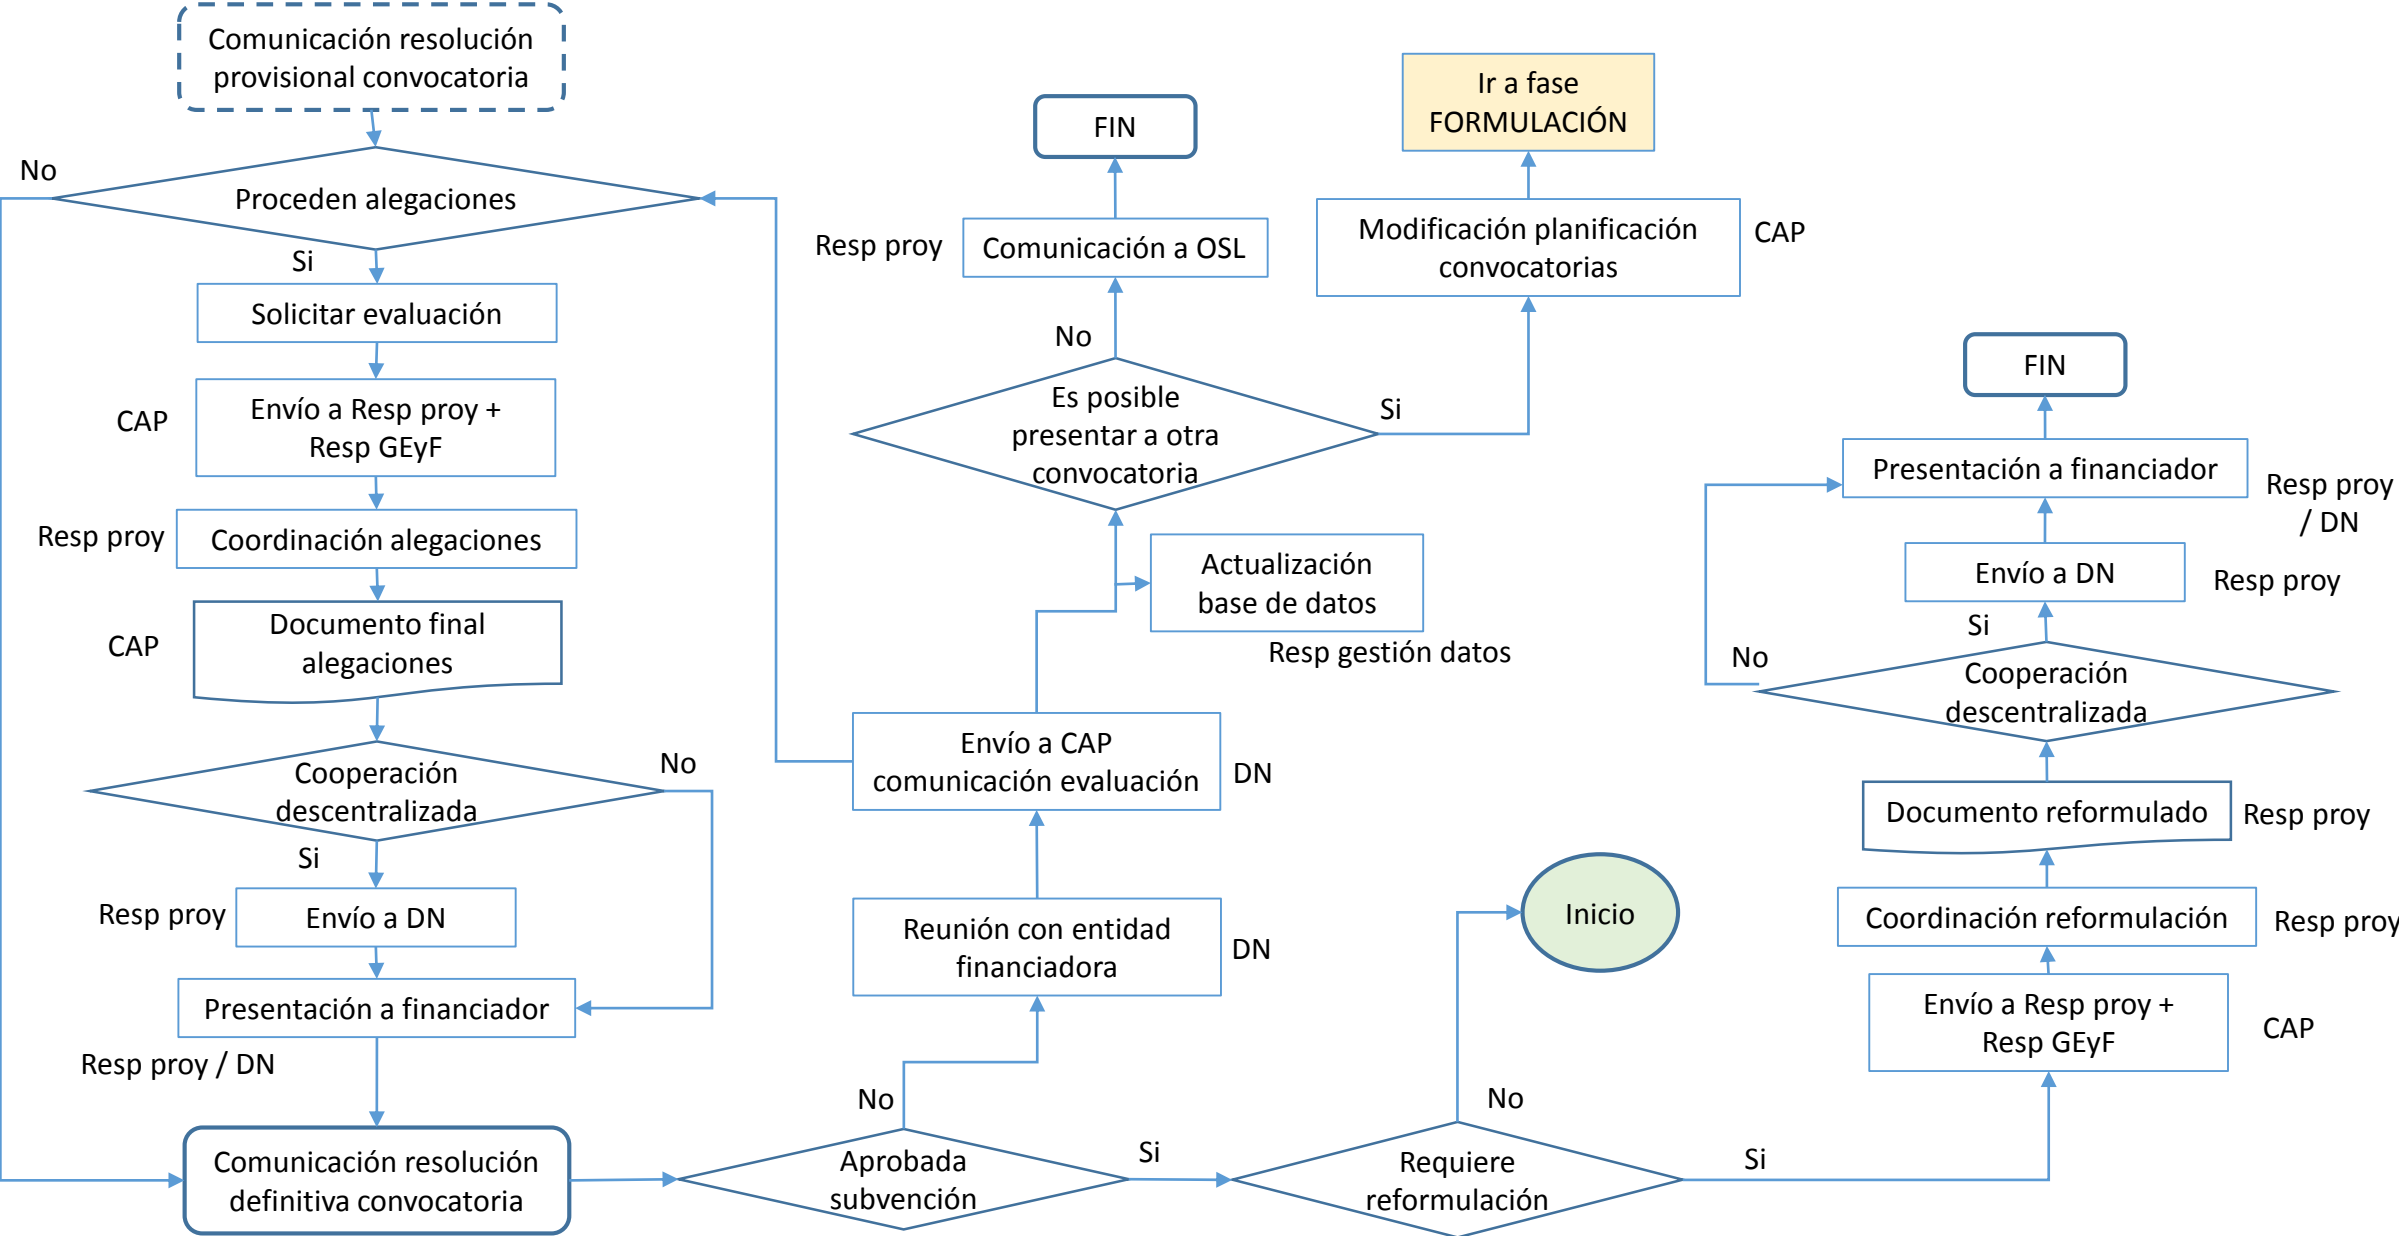 Comunicación resolución
provisional convocatoria
No
Proceden alegaciones
Si
Solicitar evaluación
CAP
Envío a Resp proy +
Resp GEyF
Resp proy
Coordinación alegaciones
CAP
Documento final
alegaciones
Cooperación
descentralizada
No
Si
Resp proy
Envío a DN
Presentación a financiador
Resp proy / DN
Comunicación resolución
definitiva convocatoria
Aprobada
subvención
No
Si
Reunión con entidad
financiadora
DN
Envío a CAP
comunicación evaluación
DN
Actualización
base de datos
Resp gestión datos
Es posible
presentar a otra
convocatoria
No
Si
Resp proy
Comunicación a OSL
FIN
Modificación planificación
convocatorias
CAP
Ir a fase
FORMULACIÓN
Requiere
reformulación
No
Si
Inicio
Envío a Resp proy +
Resp GEyF
CAP
Coordinación reformulación
Resp proy
Documento reformulado
Resp proy
Cooperación
descentralizada
No
Si
Envío a DN
Resp proy
Presentación a financiador
Resp proy
/ DN
FIN